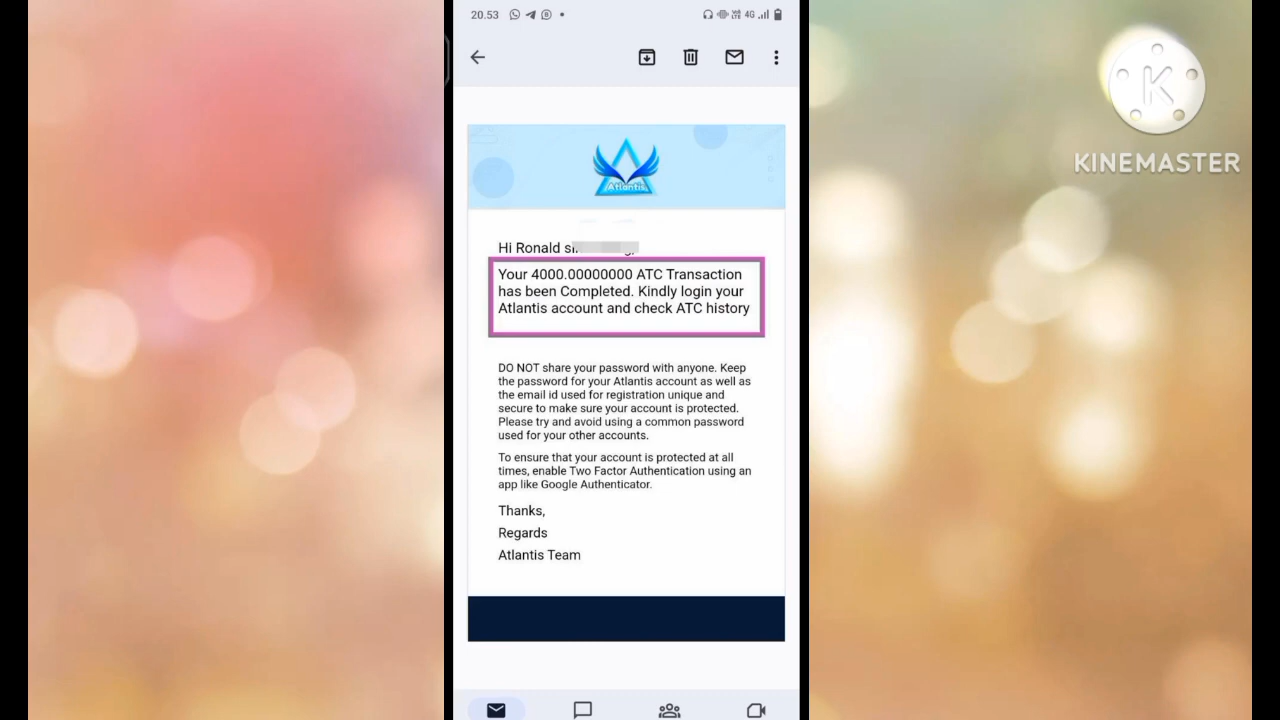 20.53
4G
KINEMASTER
Atlantis
Hi Ronald
Your 4000.00000000 ATC Transaction
has been Completed. Kindly login your
Atlantis account and check ATC history
DO NOT share your password with anyone. Keep
the password for your Atlantis account as well as
the email id used for registration unique and
secure to make sure your account is protected.
Please try and avoid using a common password
used for your other accounts.
To ensure that your account is protected at all
times, enable Two Factor Authentication using an
app like Google Authenticator.
Thanks,
Regards
Atlantis Team